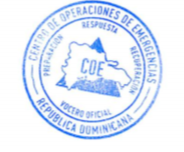 CENTRO DE OPERACIONES DE EMERGENCIAS
PREPARACIÓN
RESPUESTA
RECUPERACIÓN
COE
VOCERO OFICIAL
REPÚBLICA DOMINICANA